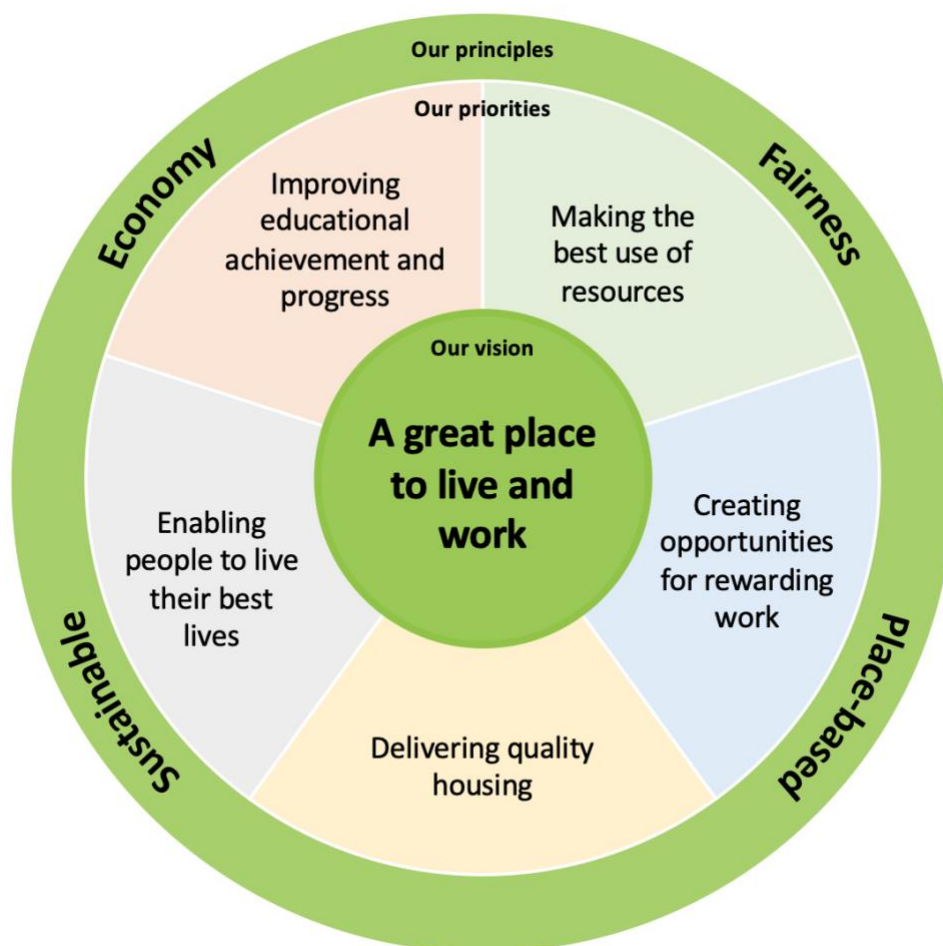 Our principles
Our priorities
Economy
Fairness
Improving
educational
achievement and
progress
Making the
best use of
resources
Our vision
A great place
to live and
work
Enabling
people to live
their best
lives
Creating
opportunities
for rewarding
work
Sustainable
Place-based
Delivering quality
housing